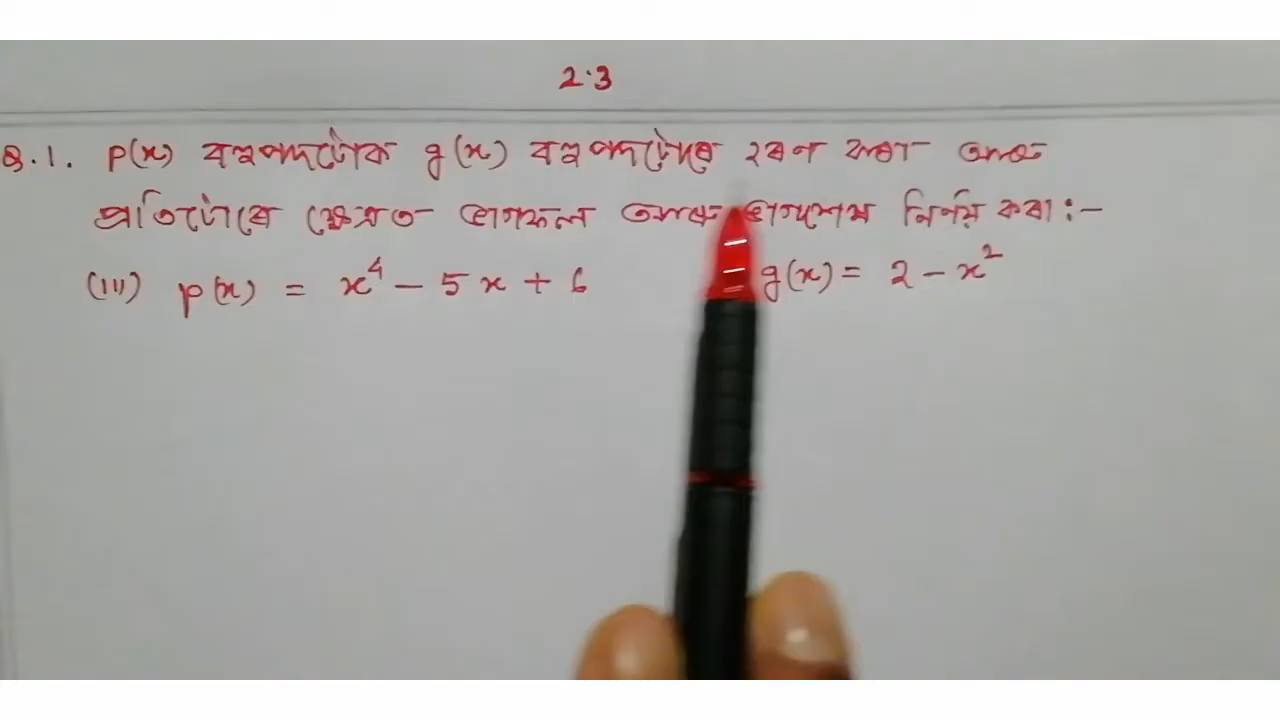 2.3
Q.1. p(x) বহুপদটোক g(x) বহুপদটোৰে হৰণ কৰা আৰু
প্ৰতিটোৰে ক্ষেত্ৰত ভাগফল আৰু ভাগশেষ নিৰ্ণয় কৰা :-
(iii) p(x) = x⁴ - 5x + 6 g(x) = 2 - x²